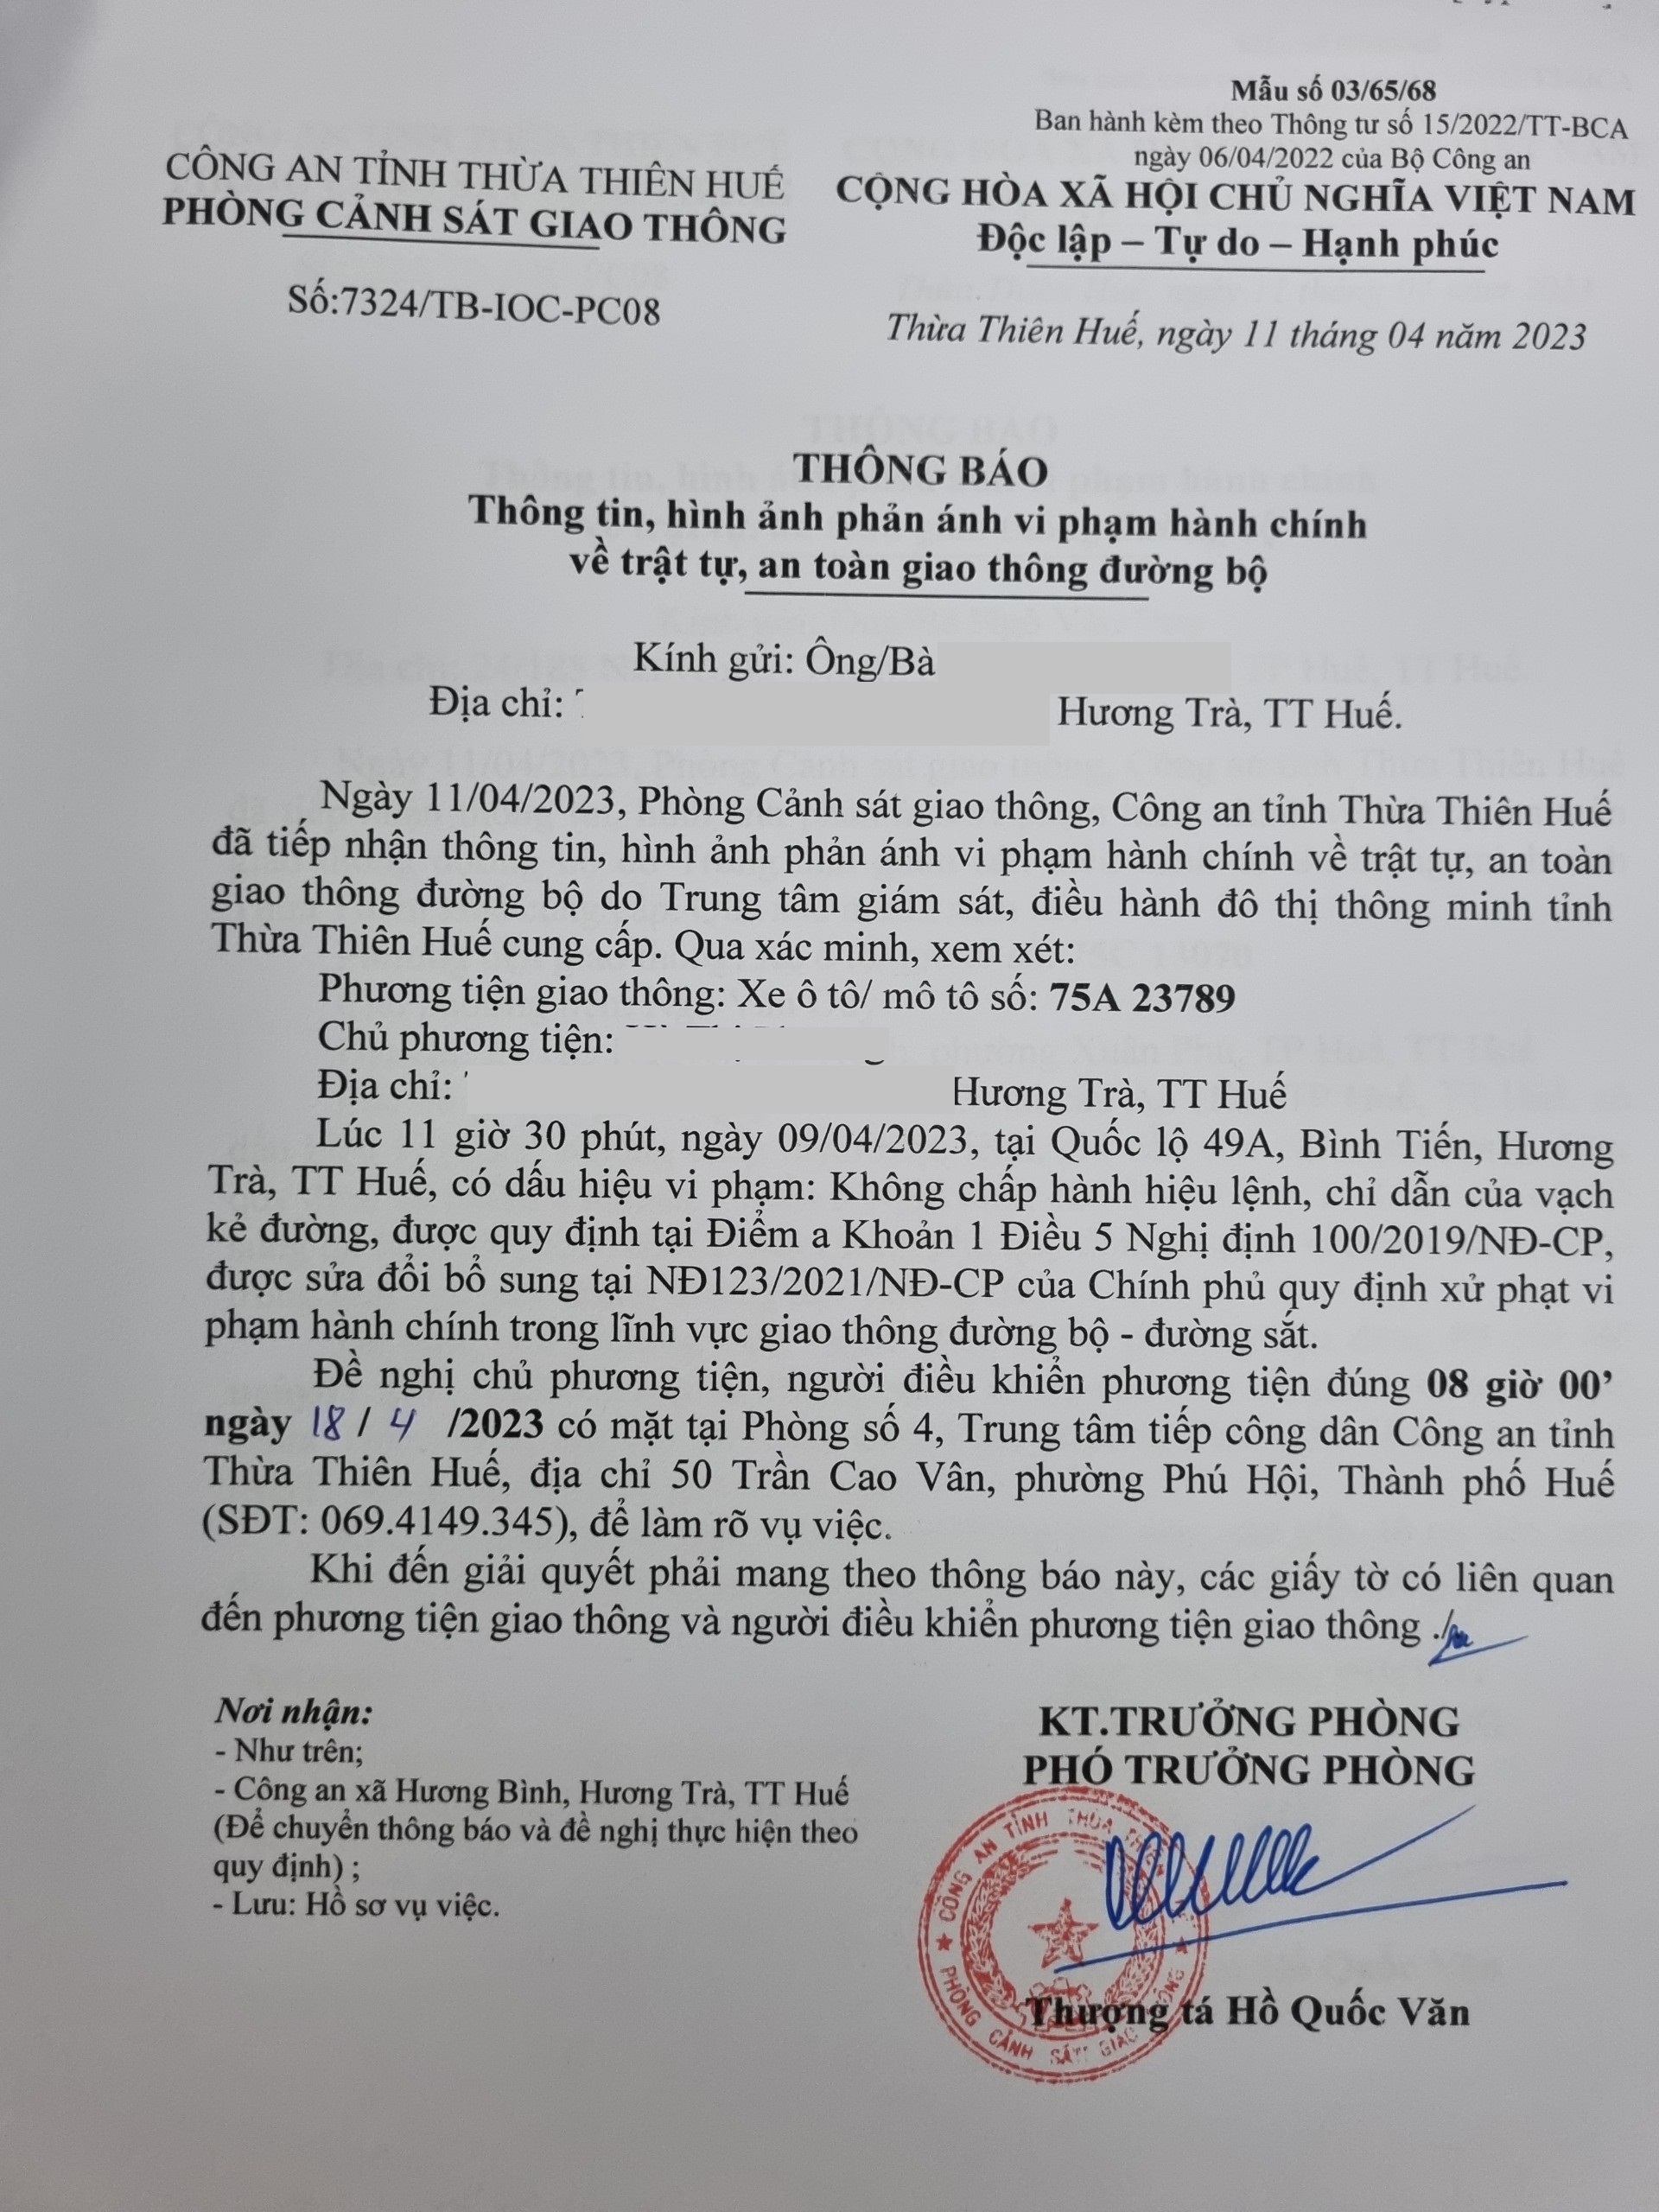 Mẫu số 03/65/68
Ban hành kèm theo Thông tư số 15/2022/TT-BCA
ngày 06/04/2022 của Bộ Công an
CÔNG AN TỈNH THỪA THIÊN HUẾ
PHÒNG CẢNH SÁT GIAO THÔNG
CỘNG HÒA XÃ HỘI CHỦ NGHĨA VIỆT NAM
Độc lập – Tự do – Hạnh phúc
Số:7324/TB-IOC-PC08
Thừa Thiên Huế, ngày 11 tháng 04 năm 2023
THÔNG BÁO
Thông tin, hình ảnh phản ánh vi phạm hành chính
về trật tự, an toàn giao thông đường bộ
Kính gửi: Ông/Bà
Địa chỉ: Hương Trà, TT Huế.
Ngày 11/04/2023, Phòng Cảnh sát giao thông, Công an tỉnh Thừa Thiên Huế
đã tiếp nhận thông tin, hình ảnh phản ánh vi phạm hành chính về trật tự, an toàn
giao thông đường bộ do Trung tâm giám sát, điều hành đô thị thông minh tỉnh
Thừa Thiên Huế cung cấp. Qua xác minh, xem xét:
Phương tiện giao thông: Xe ô tô/ mô tô số: 75A 23789
Chủ phương tiện:
Địa chỉ: Hương Trà, TT Huế
Lúc 11 giờ 30 phút, ngày 09/04/2023, tại Quốc lộ 49A, Bình Tiến, Hương
Trà, TT Huế, có dấu hiệu vi phạm: Không chấp hành hiệu lệnh, chỉ dẫn của vạch
kẻ đường, được quy định tại Điểm a Khoản 1 Điều 5 Nghị định 100/2019/NĐ-CP,
được sửa đổi bổ sung tại NĐ123/2021/NĐ-CP của Chính phủ quy định xử phạt vi
phạm hành chính trong lĩnh vực giao thông đường bộ - đường sắt.
Đề nghị chủ phương tiện, người điều khiển phương tiện đúng 08 giờ 00’
ngày 18 / 4 /2023 có mặt tại Phòng số 4, Trung tâm tiếp công dân Công an tỉnh
Thừa Thiên Huế, địa chỉ 50 Trần Cao Vân, phường Phú Hội, Thành phố Huế
(SĐT: 069.4149.345), để làm rõ vụ việc.
Khi đến giải quyết phải mang theo thông báo này, các giấy tờ có liên quan
đến phương tiện giao thông và người điều khiển phương tiện giao thông ./
Nơi nhận:
- Như trên;
- Công an xã Hương Bình, Hương Trà, TT Huế
(Để chuyển thông báo và đề nghị thực hiện theo
quy định) ;
- Lưu: Hồ sơ vụ việc.
KT.TRƯỞNG PHÒNG
PHÓ TRƯỞNG PHÒNG
CÔNG AN TỈNH THỪA
PHÒNG CẢNH SÁT GIAO THÔNG
Thượng tá Hồ Quốc Văn